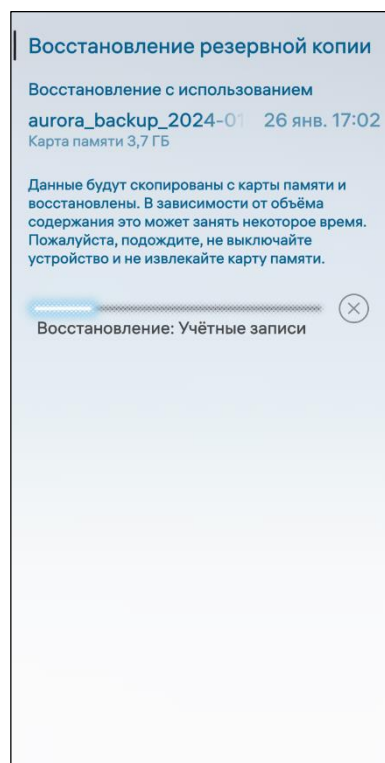 Восстановление резервной копии
Восстановление с использованием
aurora_backup_2024-01 26 янв. 17:02
Карта памяти 3,7 ГБ
Данные будут скопированы с карты памяти и
восстановлены. В зависимости от объёма
содержания это может занять некоторое время.
Пожалуйста, подождите, не выключайте
устройство и не извлекайте карту памяти.
Восстановление: Учётные записи